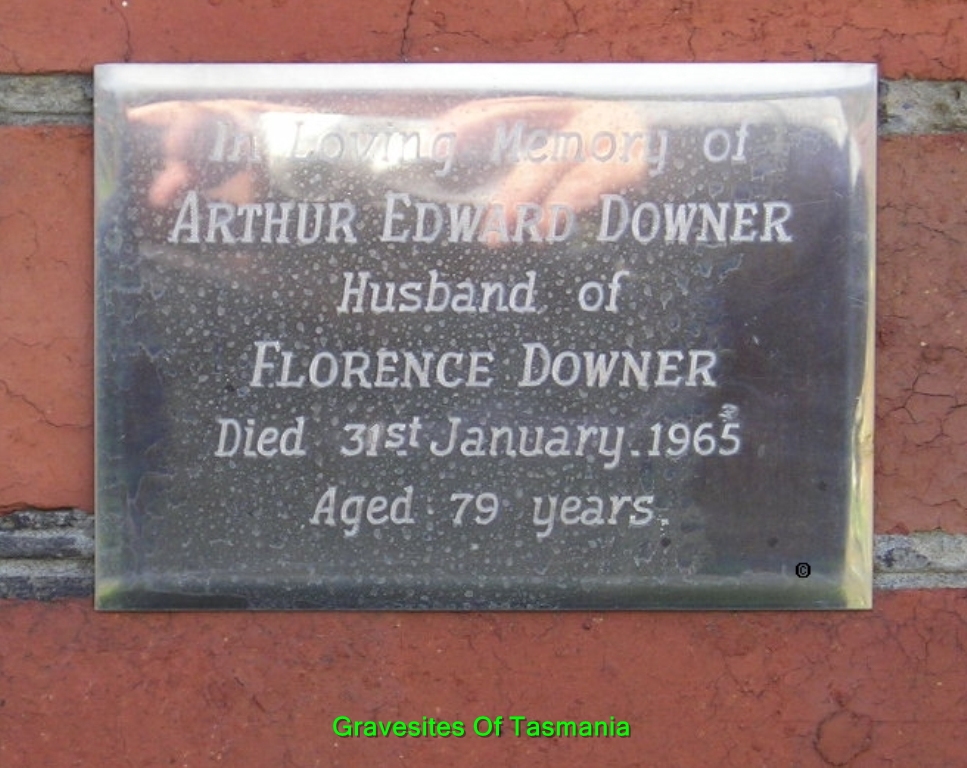 In Loving Memory of
ARTHUR EDWARD DOWNER
Husband of
FLORENCE DOWNER
Died 31st January. 1965
Aged 79 years.
©
Gravesites Of Tasmania